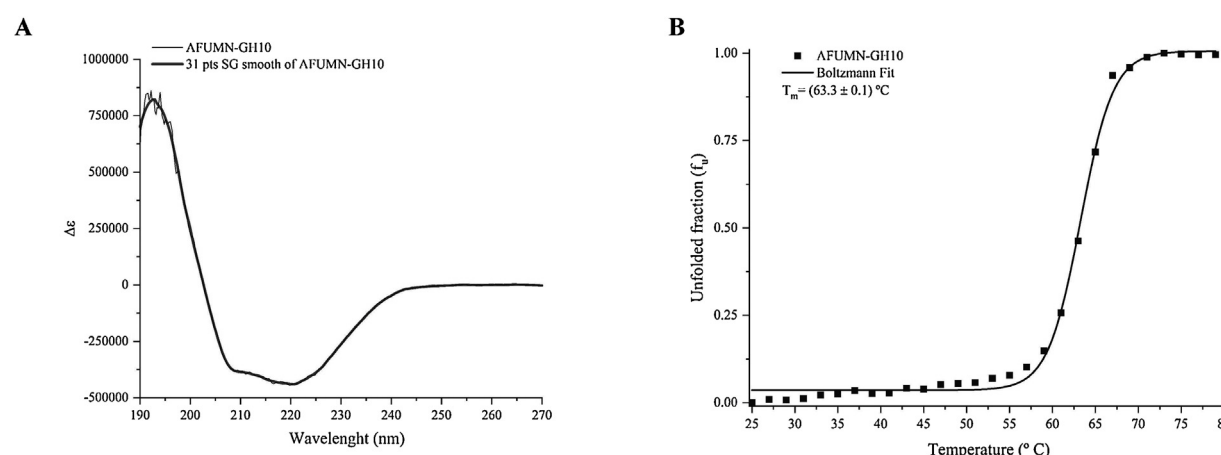 A
AFUMN-GH10
31 pts SG smooth of AFUMN-GH10
1000000
750000
500000
250000
0
-250000
-500000
Δε
190 200 210 220 230 240 250 260 270
Wavelenght (nm)
B
AFUMN-GH10
Boltzmann Fit
Tm= (63.3 ± 0.1) ºC
1.00
0.75
0.50
0.25
0.00
Unfolded fraction (fu)
25 30 35 40 45 50 55 60 65 70 75
Temperature (º C)